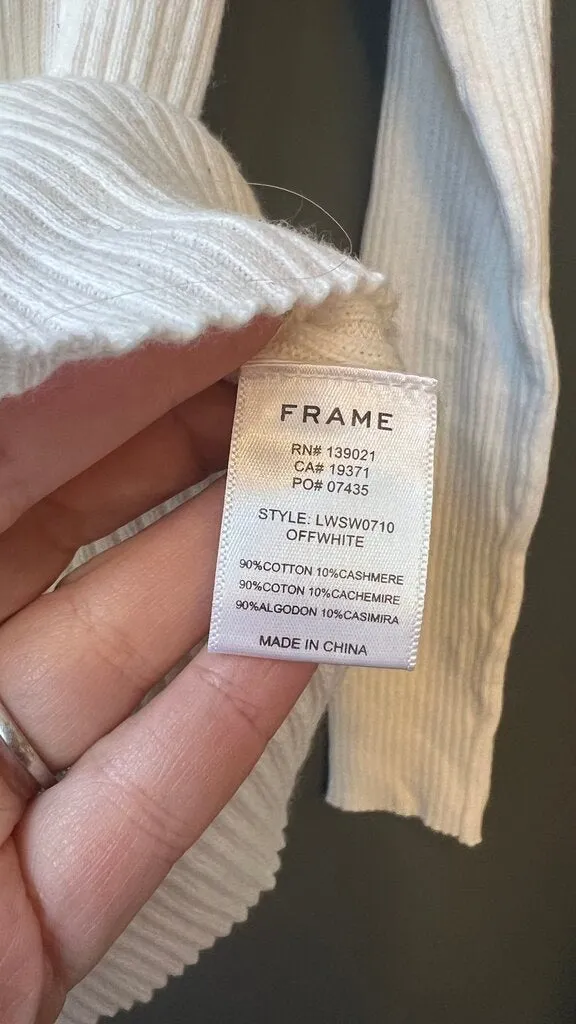 FRAME
RN# 139021
CA# 19371
PO# 07435
STYLE: LWSW0710
OFFWHITE
90%COTTON 10%CASHMERE
90%COTON 10%CACHEMIRE
90%ALGODON 10%CASIMIRA
MADE IN CHINA